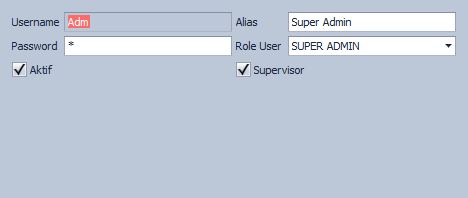 Username Adm Alias Super Admin
Password * Role User SUPER ADMIN
Aktif Supervisor